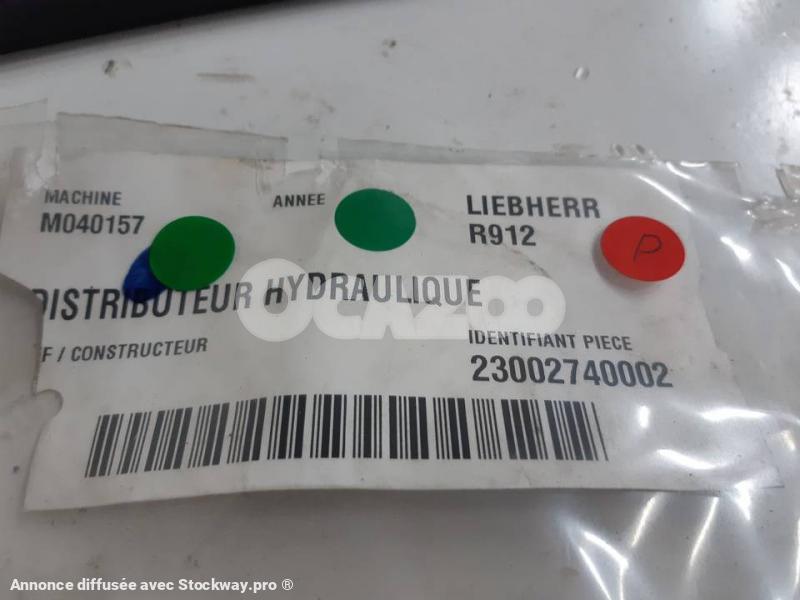 MACHINE
M040157
ANNEE
LIEBHERR
R912
P
DISTRIBUTEUR HYDRAULIQUE
OCAZOO
F / CONSTRUCTEUR
IDENTIFIANT PIECE
23002740002
Annonce diffusée avec Stockway.pro ®